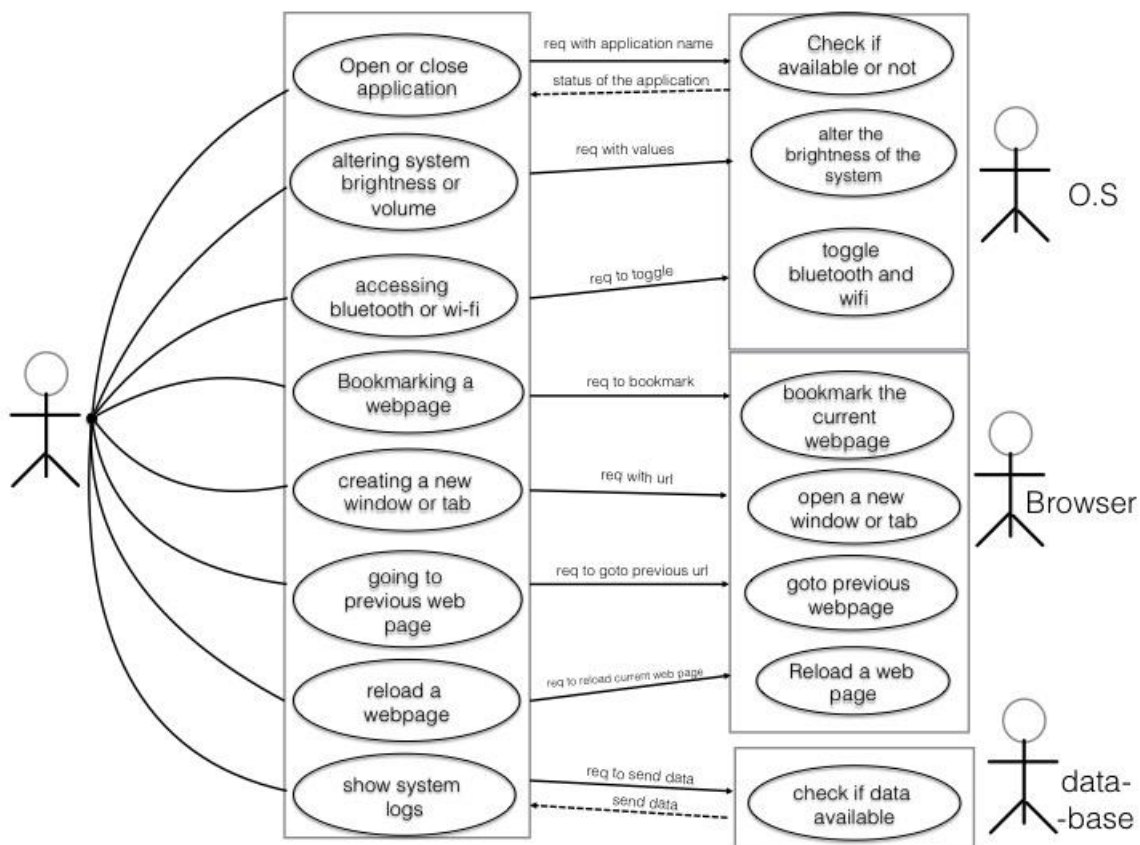 Open or close
application
req with application name
status of the application
Check if
available or not
altering system
brightness or
volume
req with values
alter the
brightness of the
system
O.S
accessing
bluetooth or wi-fi
req to toggle
toggle
bluetooth and
wifi
Bookmarking a
webpage
req to bookmark
bookmark the
current
webpage
creating a new
window or tab
req with url
open a new
window or tab
Browser
going to
previous web
page
req to goto previous url
goto previous
webpage
reload a
webpage
req to reload current web page
Reload a web
page
show system
logs
req to send data
send data
check if data
available
data-
-base